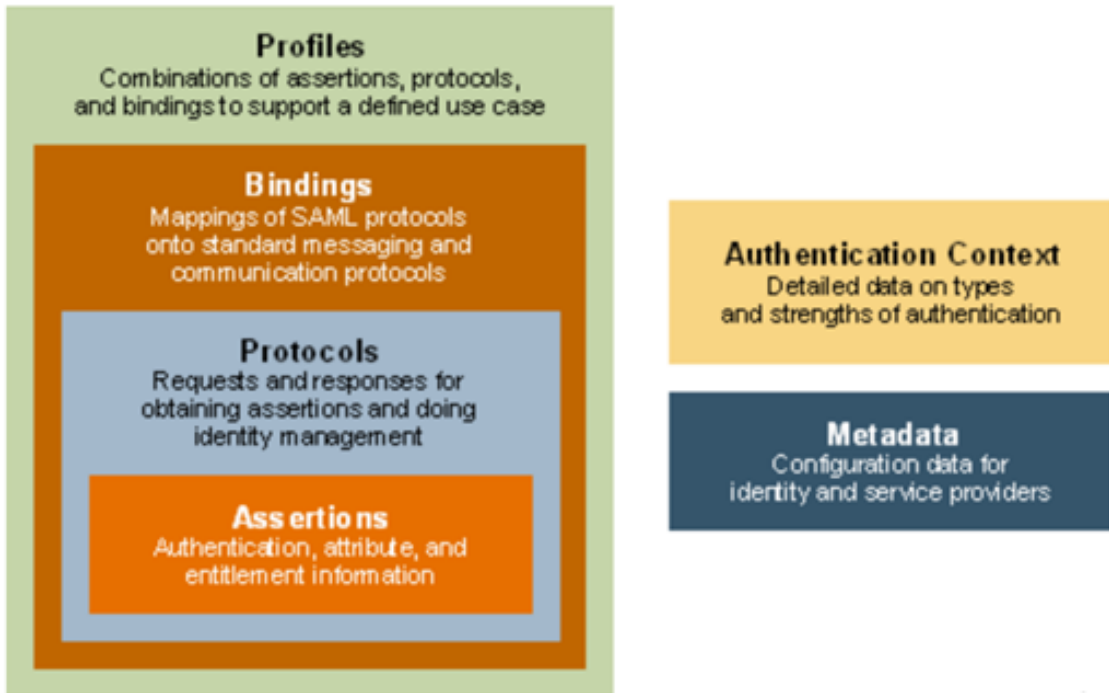 Profiles
Combinations of assertions, protocols,
and bindings to support a defined use case
Bindings
Mappings of SAML protocols
onto standard messaging and
communication protocols
Protocols
Requests and responses for
obtaining assertions and doing
identity management
Assertions
Authentication, attribute, and
entitlement information
Authentication Context
Detailed data on types
and strengths of authentication
Metadata
Configuration data for
identity and service providers